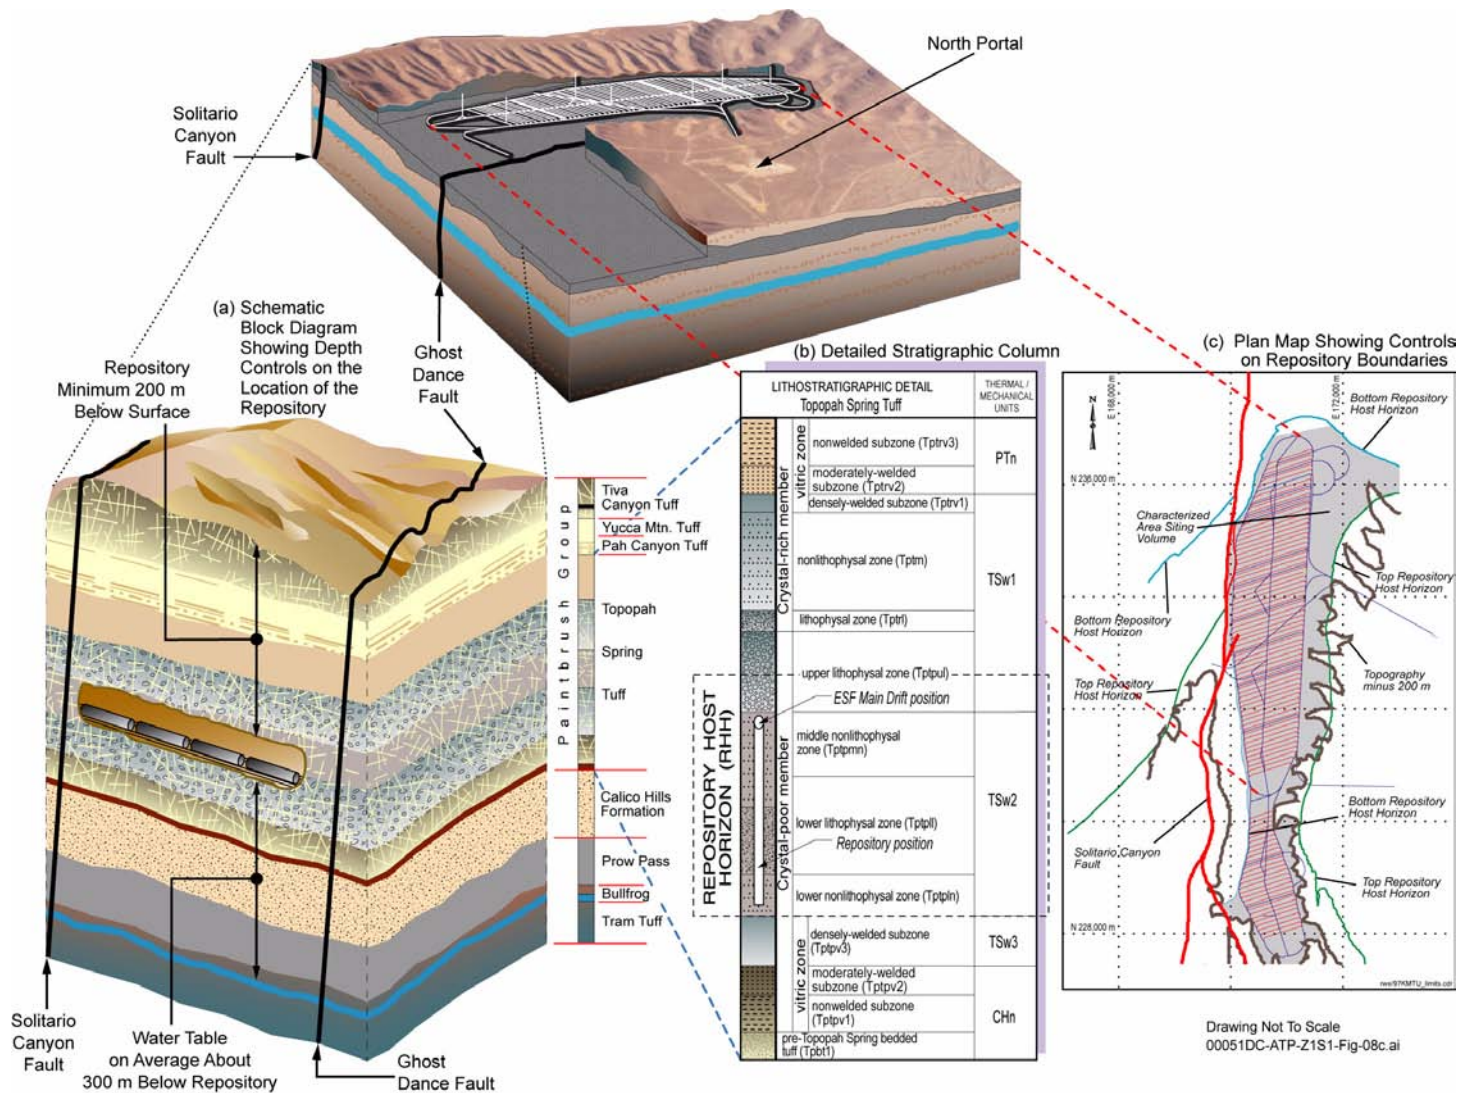 North Portal
Solitario
Canyon
Fault
(a) Schematic
Block Diagram
Showing Depth
Controls on the
Location of the
Repository
Repository
Minimum 200 m
Below Surface
Ghost
Dance
Fault
Paintbrush Group
Tiva
Canyon Tuff
Yucca Mtn. Tuff
Pah Canyon Tuff
Topopah
Spring
Tuff
Calico Hills
Formation
Prow Pass
Bullfrog
Tram Tuff
Solitario
Canyon
Fault
Water Table
on Average About
300 m Below Repository
Ghost
Dance Fault
(b) Detailed Stratigraphic Column
LITHOSTRATIGRAPHIC DETAIL
Topopah Spring Tuff
THERMAL /
MECHANICAL
UNITS
Crystal-rich member
vitric zone
nonwelded subzone (Tptrv3)
moderately-welded
subzone (Tptrv2)
densely-welded subzone (Tptrv1)
nonlithophysal zone (Tptrn)
lithophysal zone (Tptrl)
PTn
TSw1
REPOSITORY HOST
HORIZON (RHH)
Crystal-poor member
upper lithophysal zone (Tptpul)
ESF Main Drift position
middle nonlithophysal
zone (Tptpmn)
lower lithophysal zone (Tptpll)
Repository position
lower nonlithophysal zone (Tptpln)
TSw2
vitric zone
densely-welded
subzone (Tptpv3)
TSw3
moderately-welded
subzone (Tptpv2)
nonwelded subzone
(Tptpv1)
pre-Topopah Spring bedded
tuff (Tpbt1)
CHn
(c) Plan Map Showing Controls
on Repository Boundaries
E 168,000 m
E 172,000 m
N
Bottom Repository
Host Horizon
N 236,000 m
Characterized
Area Siting
Volume
Top Repository
Host Horizon
Bottom Repository
Host Horizon
Top Repository
Host Horizon
Topography
minus 200 m
Bottom Repository
Host Horizon
Solitario Canyon
Fault
Top Repository
Host Horizon
N 228,000 m
Drawing Not To Scale
00051DC-ATP-Z1S1-Fig-08c.ai